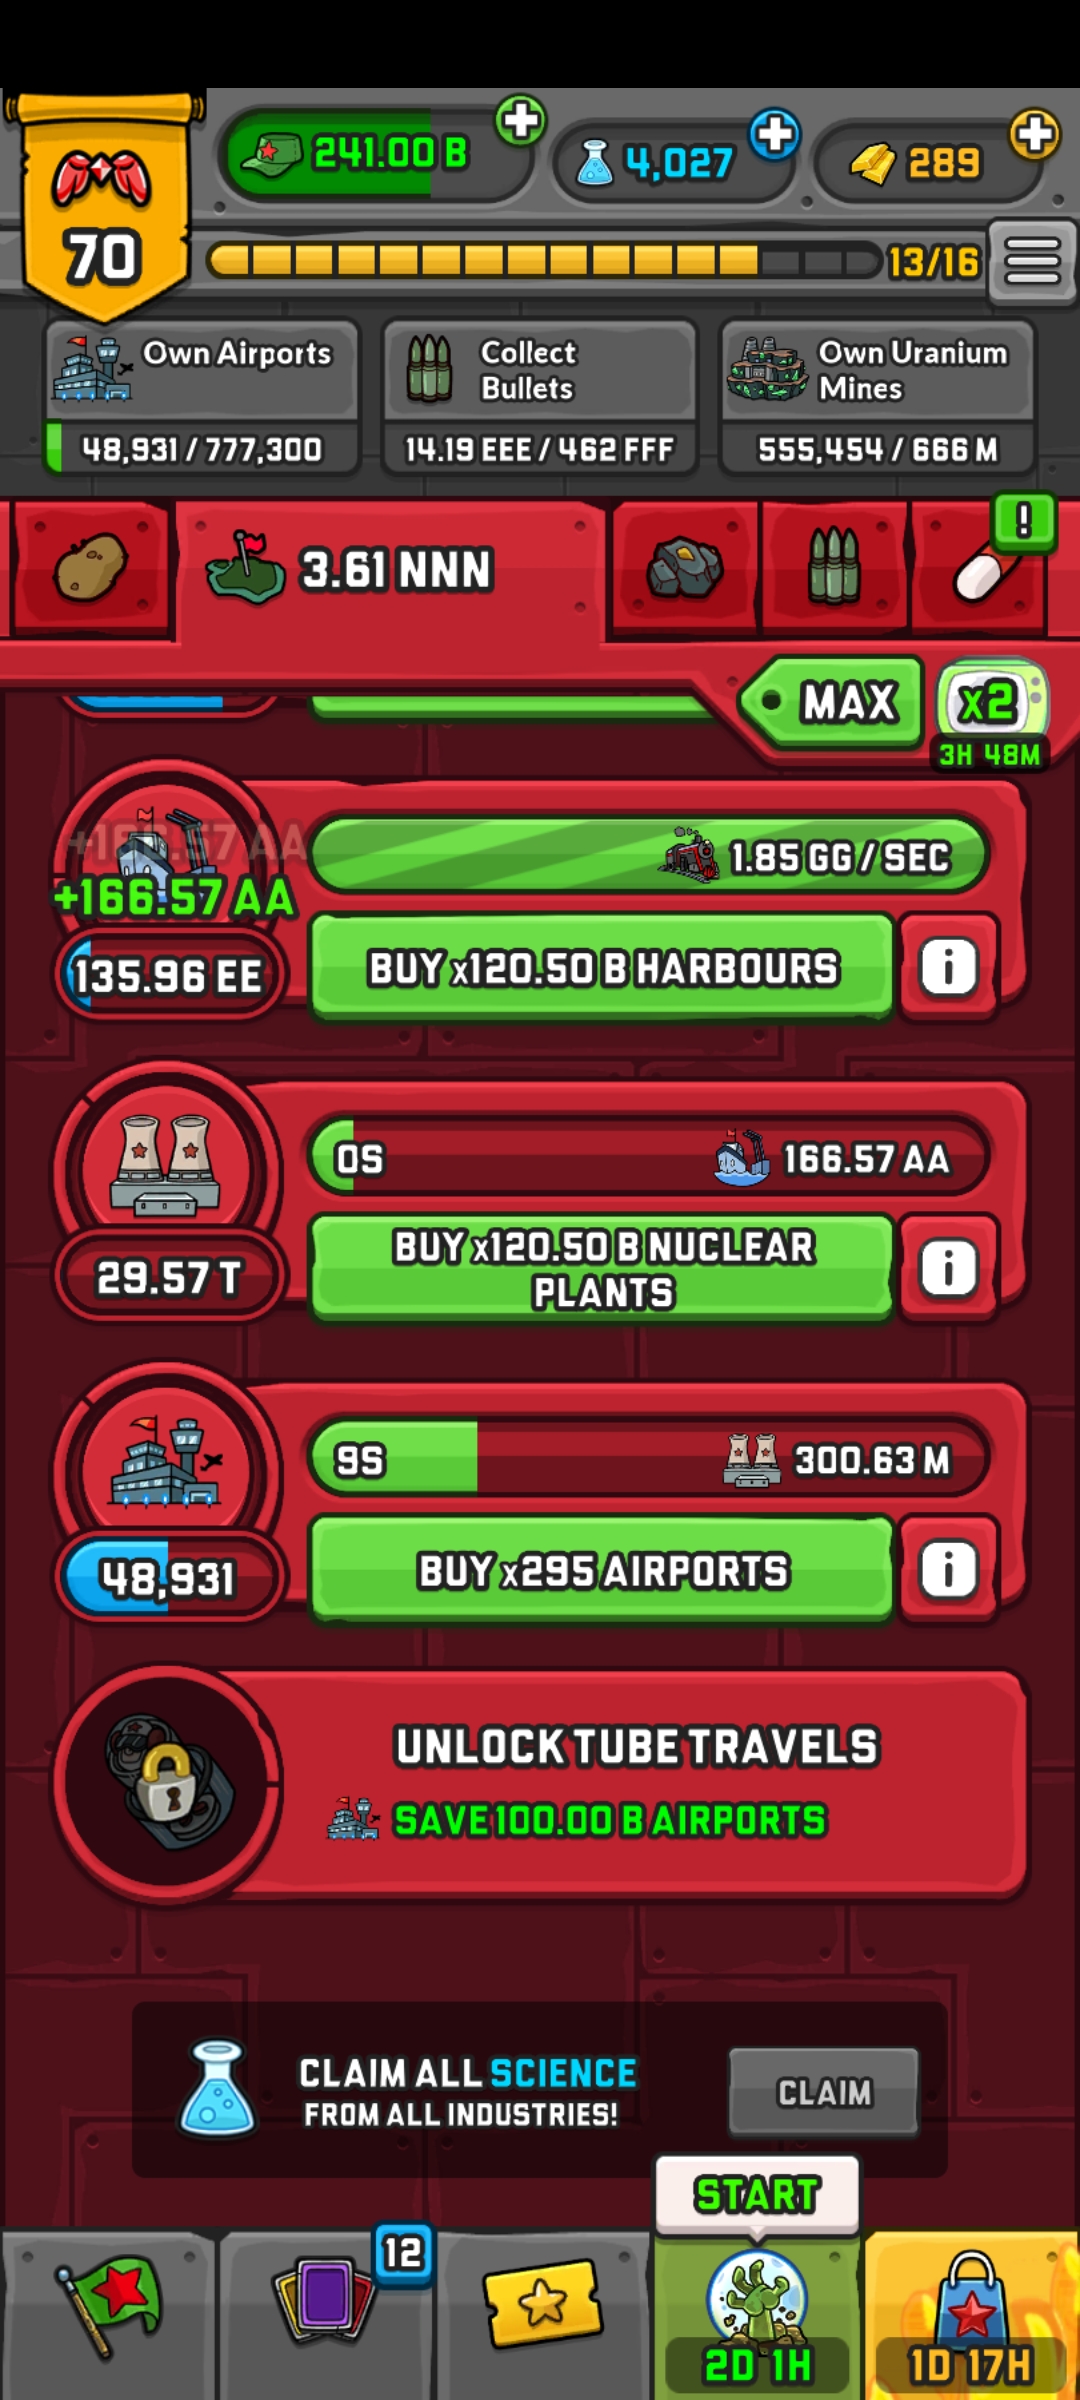 241.00 B
4,027
289
70
13/16
Own Airports
48,931 / 777,300
Collect
Bullets
14.19 EEE / 462 FFF
Own Uranium
Mines
555,454 / 666 M
3.61 NNN
!
MAX
x2
3H 48M
+166.57 AA
+166.57 AA
135.96 EE
1.85 GG / SEC
BUY x120.50 B HARBOURS
i
0S
166.57 AA
29.57 T
BUY x120.50 B NUCLEAR
PLANTS
i
9S
300.63 M
48,931
BUY x295 AIRPORTS
i
UNLOCK TUBE TRAVELS
SAVE 100.00 B AIRPORTS
CLAIM ALL SCIENCE
FROM ALL INDUSTRIES!
CLAIM
START
12
2D 1H
1D 17H